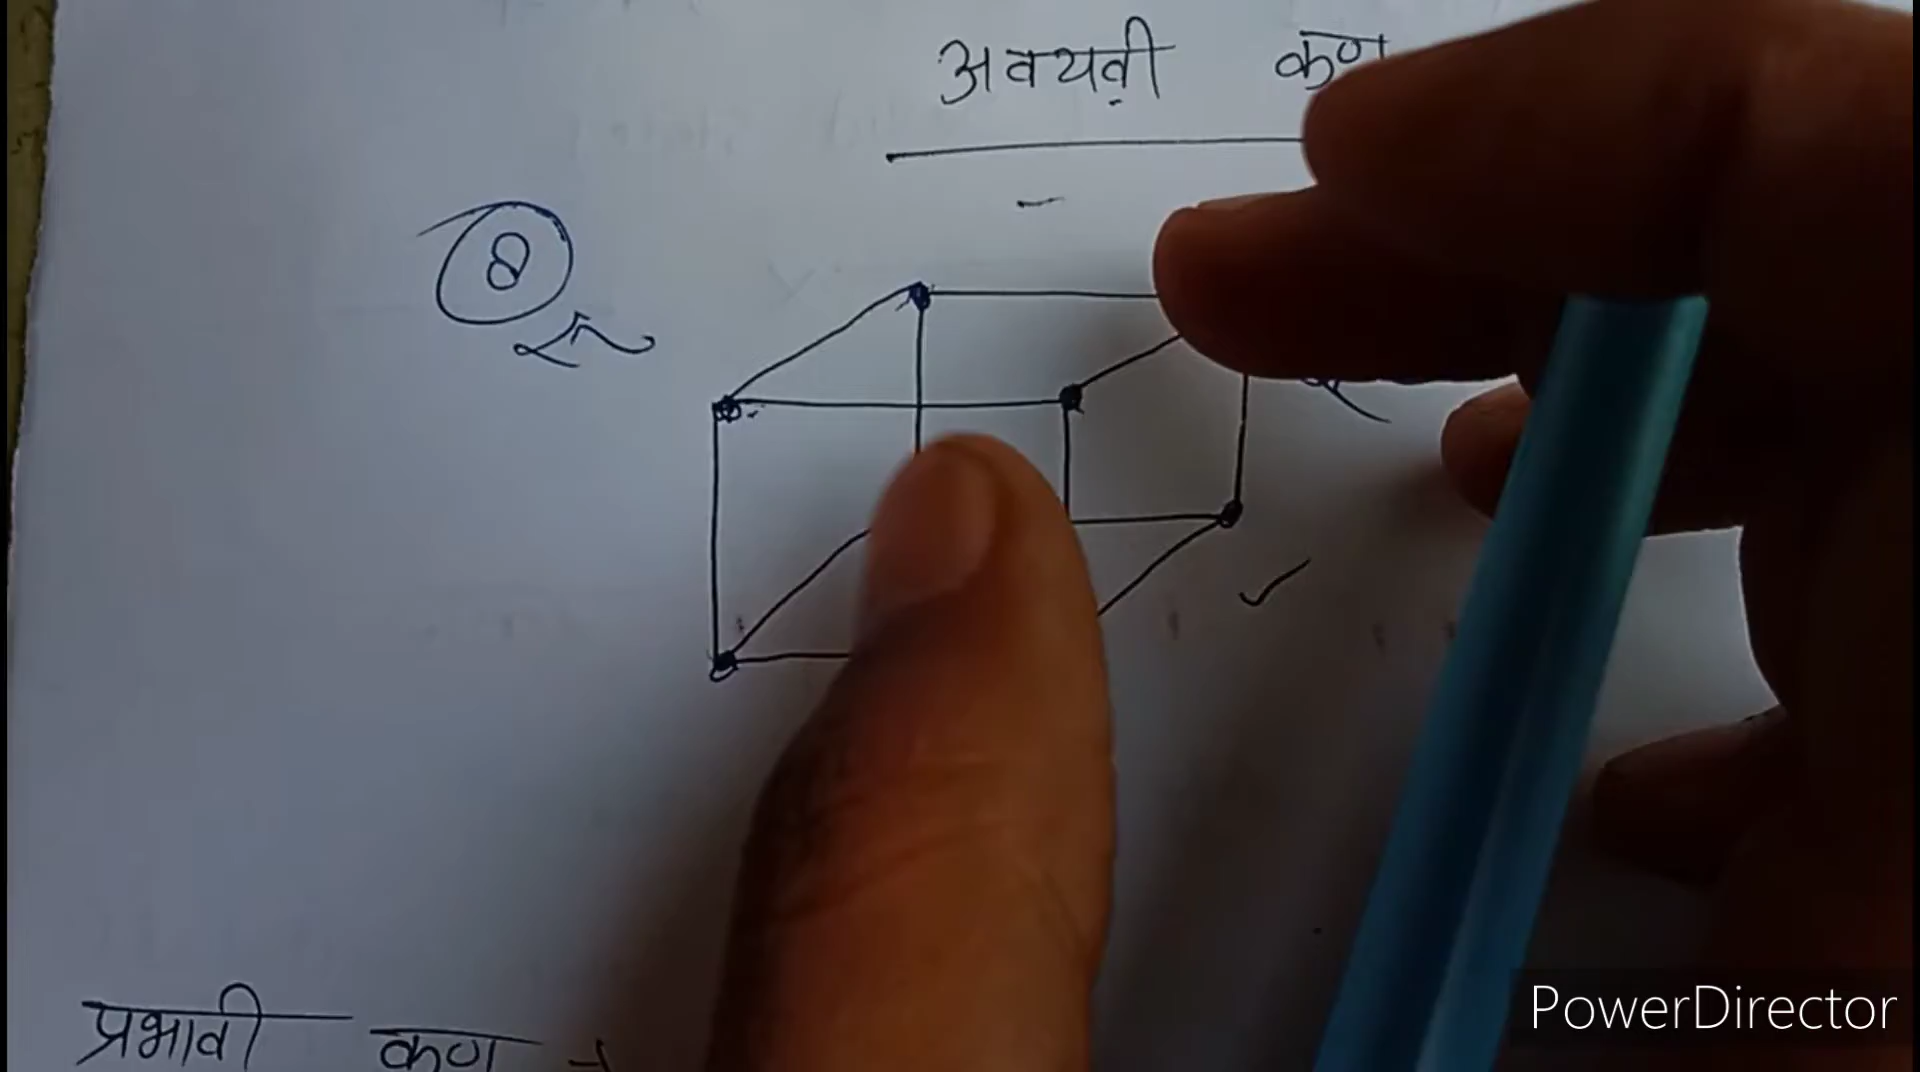 अवयवी कण
8
प्रभावी कण →
PowerDirector